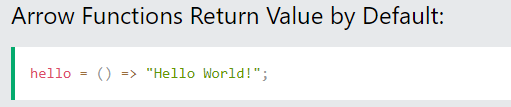 Arrow Functions Return Value by Default:
hello = () => "Hello World!";